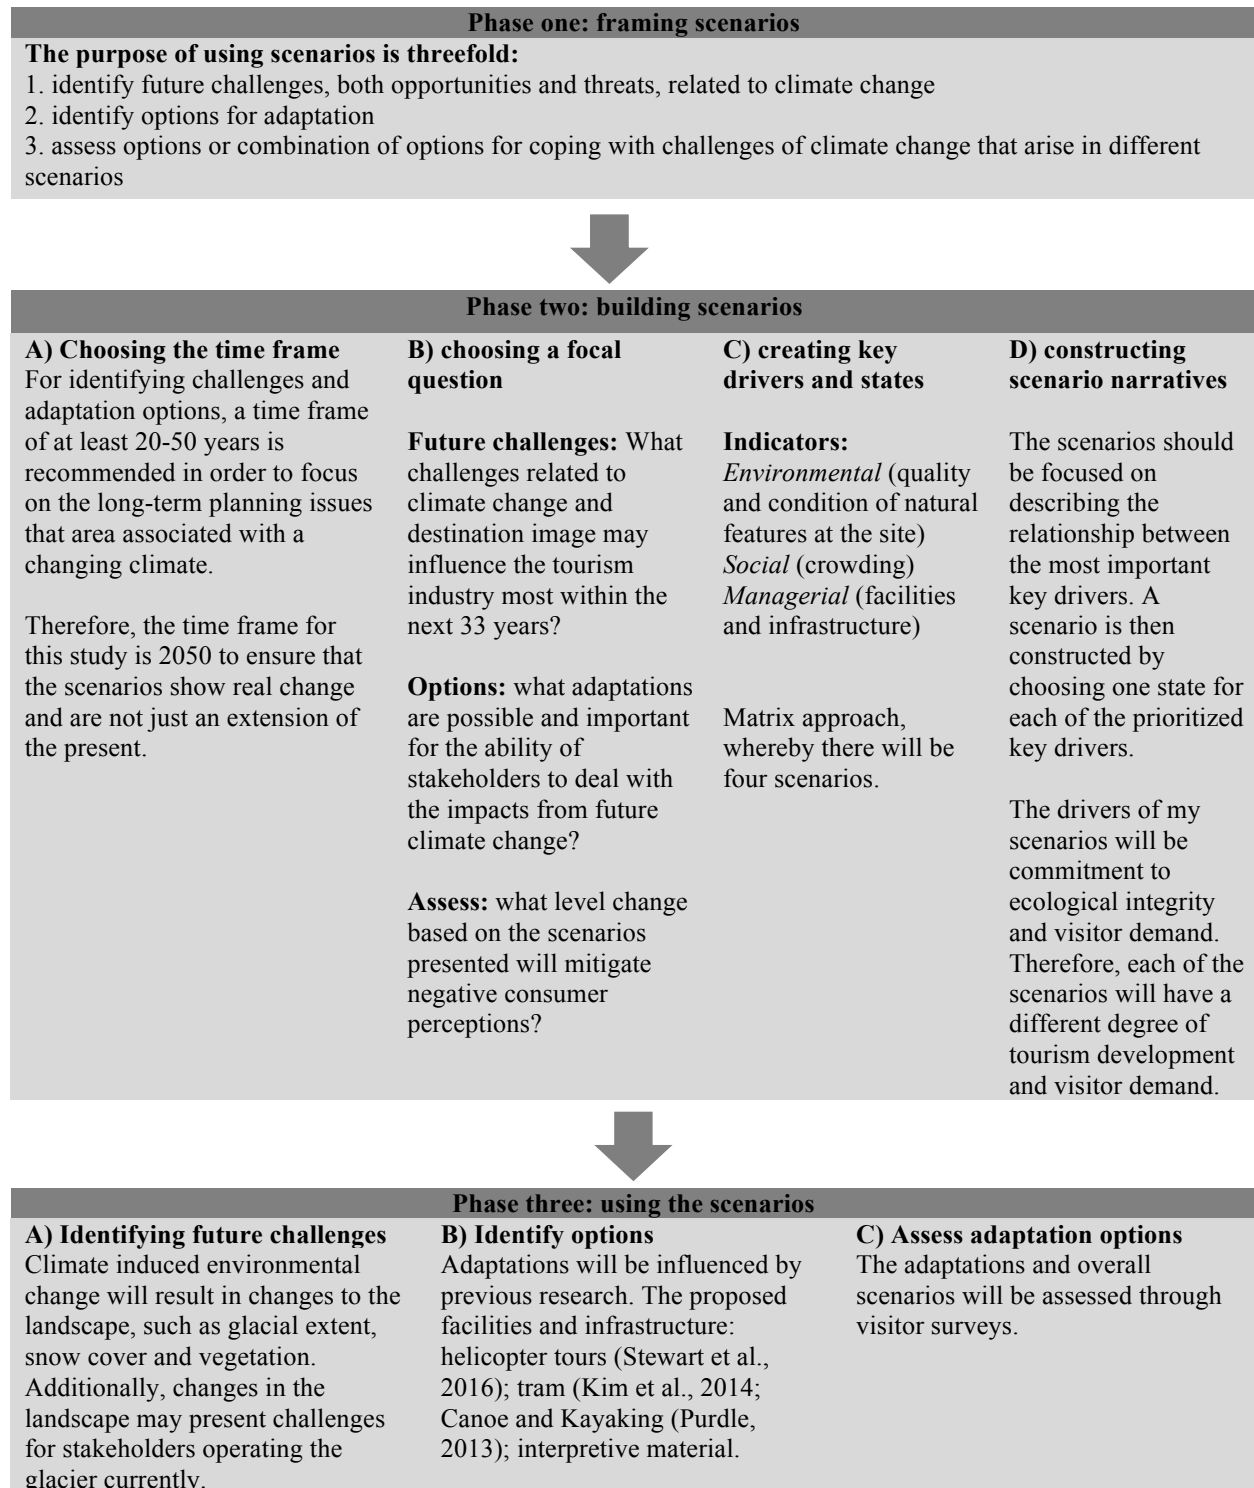 Phase one: framing scenarios
The purpose of using scenarios is threefold:
1. identify future challenges, both opportunities and threats, related to climate change
2. identify options for adaptation
3. assess options or combination of options for coping with challenges of climate change that arise in different
scenarios
Phase two: building scenarios
A) Choosing the time frame
For identifying challenges and
adaptation options, a time frame
of at least 20-50 years is
recommended in order to focus
on the long-term planning issues
that area associated with a
changing climate.
Therefore, the time frame for
this study is 2050 to ensure that
the scenarios show real change
and are not just an extension of
the present.
B) choosing a focal
question
Future challenges: What
challenges related to
climate change and
destination image may
influence the tourism
industry most within the
next 33 years?
Options: what adaptations
are possible and important
for the ability of
stakeholders to deal with
the impacts from future
climate change?
Assess: what level change
based on the scenarios
presented will mitigate
negative consumer
perceptions?
C) creating key
drivers and states
Indicators:
Environmental (quality
and condition of natural
features at the site)
Social (crowding)
Managerial (facilities
and infrastructure)
Matrix approach,
whereby there will be
four scenarios.
D) constructing
scenario narratives
The scenarios should
be focused on
describing the
relationship between
the most important
key drivers. A
scenario is then
constructed by
choosing one state for
each of the prioritized
key drivers.
The drivers of my
scenarios will be
commitment to
ecological integrity
and visitor demand.
Therefore, each of the
scenarios will have a
different degree of
tourism development
and visitor demand.
Phase three: using the scenarios
A) Identifying future challenges
Climate induced environmental
change will result in changes to the
landscape, such as glacial extent,
snow cover and vegetation.
Additionally, changes in the
landscape may present challenges
for stakeholders operating the
glacier currently.
B) Identify options
Adaptations will be influenced by
previous research. The proposed
facilities and infrastructure:
helicopter tours (Stewart et al.,
2016); tram (Kim et al., 2014;
Canoe and Kayaking (Purdle,
2013); interpretive material.
C) Assess adaptation options
The adaptations and overall
scenarios will be assessed through
visitor surveys.